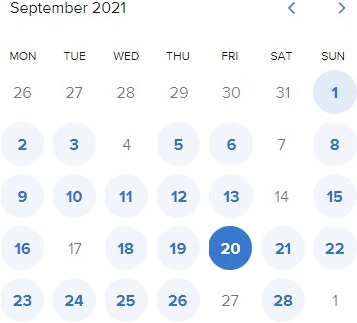 September 2021
MON TUE WED THU FRI SAT SUN
26 27 28 29 30 31 1
2 3 4 5 6 7 8
9 10 11 12 13 14 15
16 17 18 19 20 21 22
23 24 25 26 27 28 1